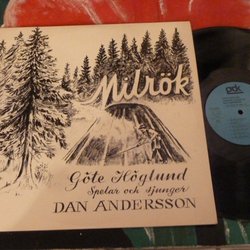 Milrök
Göte Höglund
Spelar och sjunger
DAN ANDERSSON